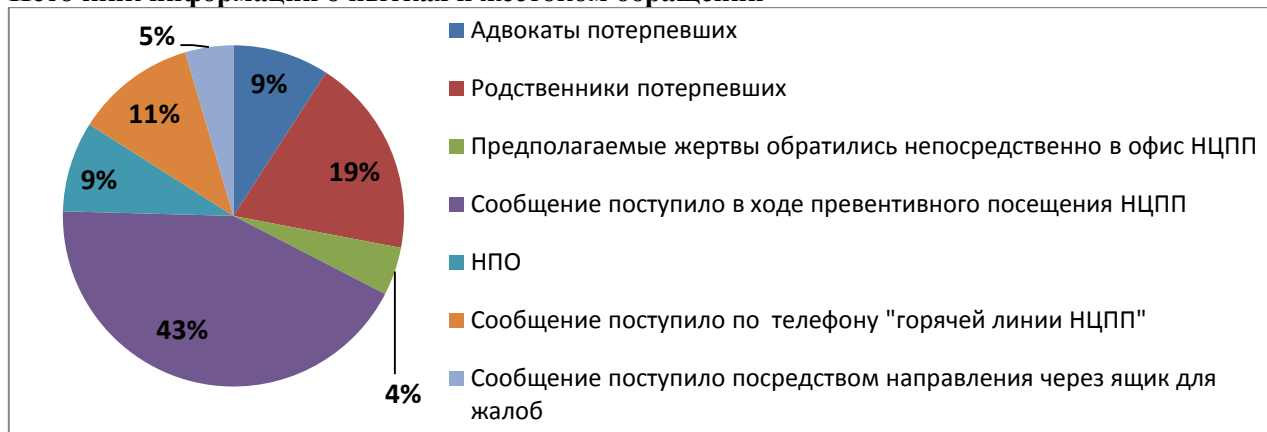 5%
9%
11%
19%
9%
43%
4%
Адвокаты потерпевших
Родственники потерпевших
Предполагаемые жертвы обратились непосредственно в офис НЦПП
Сообщение поступило в ходе превентивного посещения НЦПП
НПО
Сообщение поступило по телефону "горячей линии НЦПП"
Сообщение поступило посредством направления через ящик для
жалоб